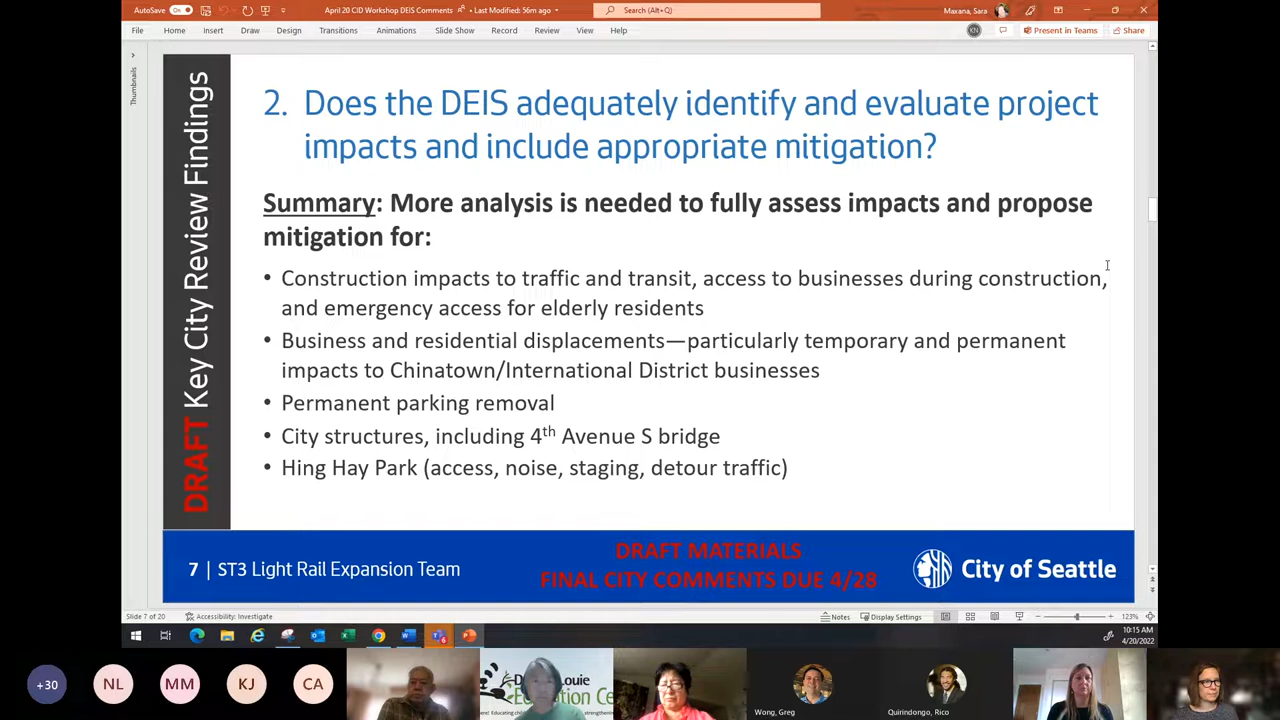 AutoSave On
April 20 CID Workshop DEIS Comments • Last Modified: 56m ago
Search (Alt+Q)
Maxana, Sara
File Home Insert Draw Design Transitions Animations Slide Show Record Review View Help
KN
Present in Teams
Share
Thumbnails
DRAFT Key City Review Findings
2. Does the DEIS adequately identify and evaluate project
impacts and include appropriate mitigation?
Summary: More analysis is needed to fully assess impacts and propose
mitigation for:
• Construction impacts to traffic and transit, access to businesses during construction,
and emergency access for elderly residents
• Business and residential displacements—particularly temporary and permanent
impacts to Chinatown/International District businesses
• Permanent parking removal
• City structures, including 4th Avenue S bridge
• Hing Hay Park (access, noise, staging, detour traffic)
7 | ST3 Light Rail Expansion Team
DRAFT MATERIALS
FINAL CITY COMMENTS DUE 4/28
City of Seattle
Slide 7 of 20
Accessibility: Investigate
Notes
Display Settings
123%
10:15 AM
4/20/2022
+30
NL
MM
KJ
CA
Louie
Education Ce
Wong, Greg
Quirindongo, Rico